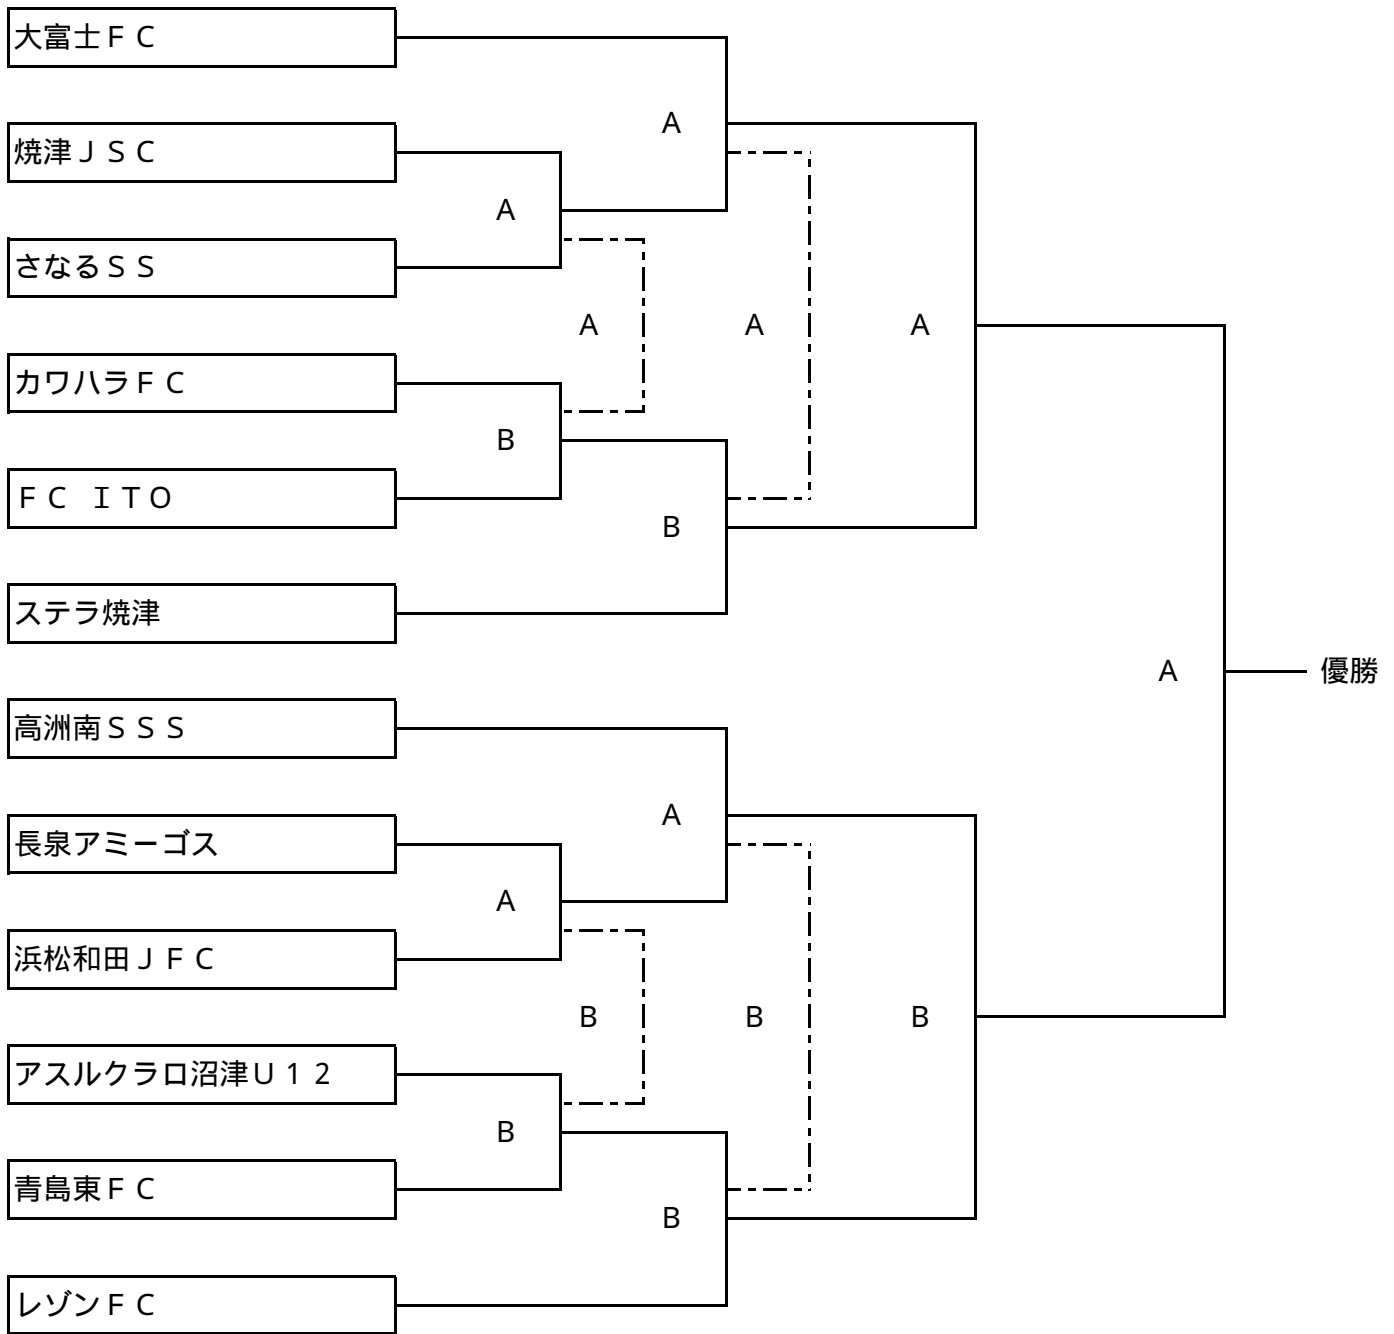 大富士ＦＣ
A
焼津ＪＳＣ
A
さなるＳＳ
A A A
カワハラＦＣ
B
ＦＣ ＩＴＯ
B
ステラ焼津
A 優勝
高洲南ＳＳＳ
A
長泉アミーゴス
A
浜松和田ＪＦＣ
B B B
アスルクラロ沼津Ｕ１２
B
青島東ＦＣ
B
レゾンＦＣ